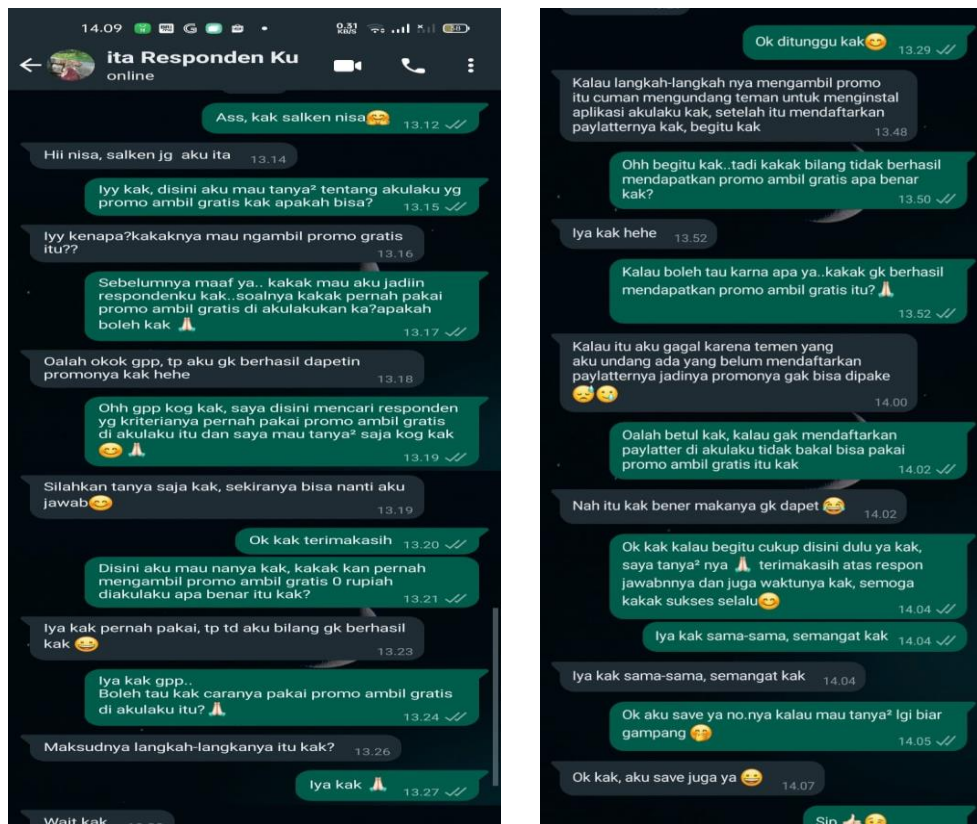 14.09
0.31
KB/S
ita Responden Ku
online
Ass, kak salken nisa🤗 13.12
Hii nisa, salken jg aku ita 13.14
Iyy kak, disini aku mau tanya² tentang akulaku yg
promo ambil gratis kak apakah bisa? 13.15
Iyy kenapa?kakaknya mau ngambil promo gratis
itu?? 13.16
Sebelumnya maaf ya.. kakak mau aku jadiin
respondenku kak..soalnya kakak pernah pakai
promo ambil gratis di akulakukan ka?apakah
boleh kak 🙏 13.17
Oalah okok gpp, tp aku gk berhasil dapetin
promonya kak hehe 13.18
Ohh gpp kog kak, saya disini mencari responden
yg kriterianya pernah pakai promo ambil gratis
di akulaku itu dan saya mau tanya² saja kog kak
😊🙏 13.19
Silahkan tanya saja kak, sekiranya bisa nanti aku
jawab😊 13.19
Ok kak terimakasih 13.20
Disini aku mau nanya kak, kakak kan pernah
mengambil promo ambil gratis 0 rupiah
diakulaku apa benar itu kak? 13.21
Iya kak pernah pakai, tp td aku bilang gk berhasil
kak 😄 13.23
Iya kak gpp..
Boleh tau kak caranya pakai promo ambil gratis
di akulaku itu? 🙏 13.24
Maksudnya langkah-langkanya itu kak? 13.26
Iya kak 🙏 13.27
Wait kak
Ok ditunggu kak😊 13.29
Kalau langkah-langkah nya mengambil promo
itu cuman mengundang teman untuk menginstal
aplikasi akulaku kak, setelah itu mendaftarkan
paylatternya kak, begitu kak 13.48
Ohh begitu kak..tadi kakak bilang tidak berhasil
mendapatkan promo ambil gratis apa benar
kak? 13.50
Iya kak hehe 13.52
Kalau boleh tau karna apa ya..kakak gk berhasil
mendapatkan promo ambil gratis itu?🙏
13.52
Kalau itu aku gagal karena temen yang
aku undang ada yang belum mendaftarkan
paylatternya jadinya promonya gak bisa dipake
😥😢 14.00
Oalah betul kak, kalau gak mendaftarkan
paylatter di akulaku tidak bakal bisa pakai
promo ambil gratis itu kak 14.02
Nah itu kak bener makanya gk dapet 😂 14.02
Ok kak kalau begitu cukup disini dulu ya kak,
saya tanya² nya 🙏 terimakasih atas respon
jawabnnya dan juga waktunya kak, semoga
kakak sukses selalu😊 14.04
Iya kak sama-sama, semangat kak 14.04
Iya kak sama-sama, semangat kak 14.04
Ok aku save ya no.nya kalau mau tanya² lgi biar
gampang 🤭 14.05
Ok kak, aku save juga ya 😄 14.07
Sip 👍😊